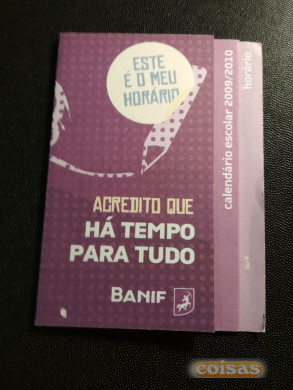 ESTE
É O MEU
HORÁRIO
ACREDITO QUE
HÁ TEMPO
PARA TUDO
BANIF
calendário escolar 2009/2010
horário
coisas